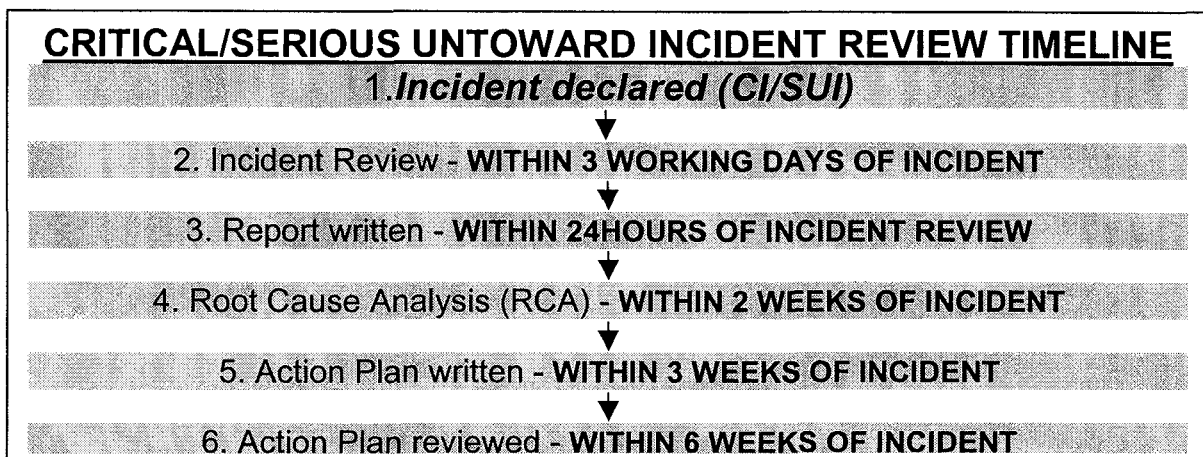 CRITICAL/SERIOUS UNTOWARD INCIDENT REVIEW TIMELINE
1.Incident declared (CI/SUI)
2. Incident Review - WITHIN 3 WORKING DAYS OF INCIDENT
3. Report written - WITHIN 24HOURS OF INCIDENT REVIEW
4. Root Cause Analysis (RCA) - WITHIN 2 WEEKS OF INCIDENT
5. Action Plan written - WITHIN 3 WEEKS OF INCIDENT
6. Action Plan reviewed - WITHIN 6 WEEKS OF INCIDENT